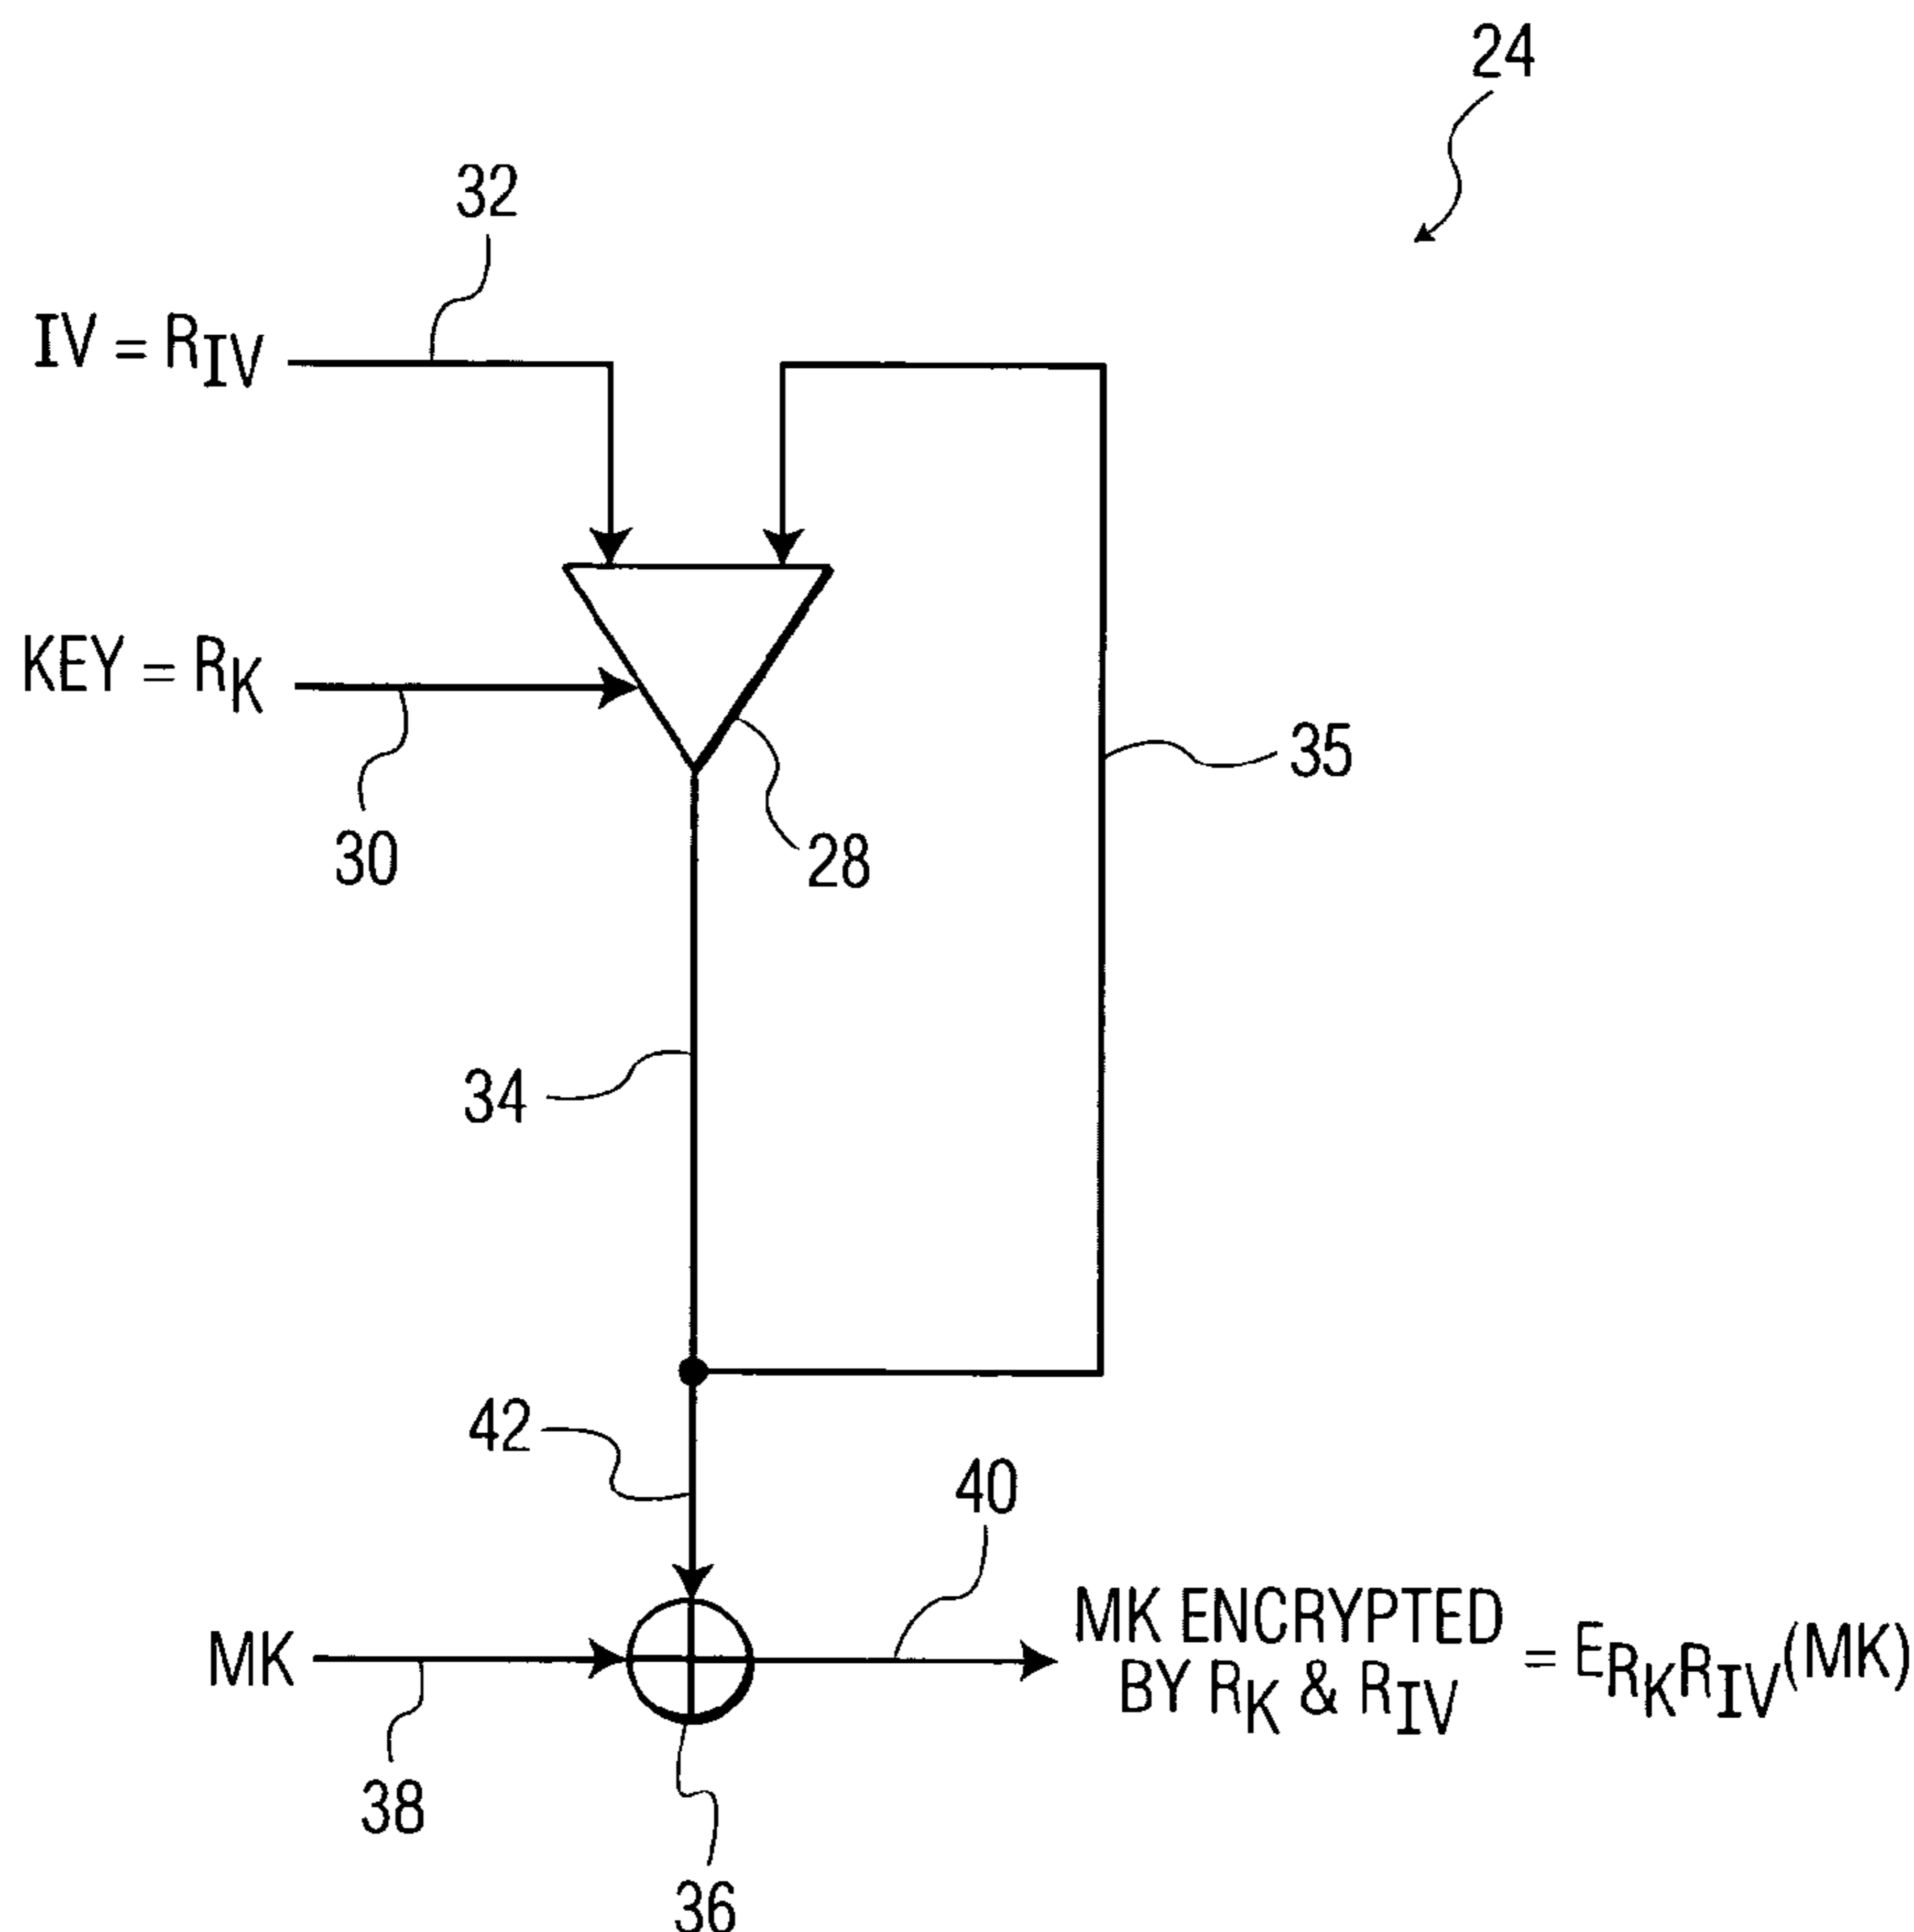 24
32
IV = R_IV
KEY = R_K
35
30
28
34
42
40
MK
MK ENCRYPTED
BY R_K & R_IV
= E_R_K R_IV(MK)
38
36